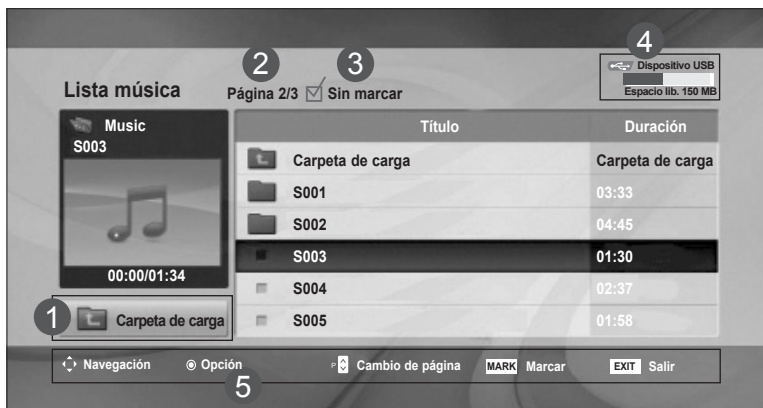 2
3
4
Dispositivo USB
Espacio lib. 150 MB
Lista música
Página 2/3
Sin marcar
Music
S003
00:00/01:34
1
Carpeta de carga
Título Duración
Carpeta de carga Carpeta de carga
S001 03:33
S002 04:45
S003 01:30
S004 02:37
S005 01:58
Navegación
Opción
P Cambio de página
MARK Marcar
EXIT Salir
5